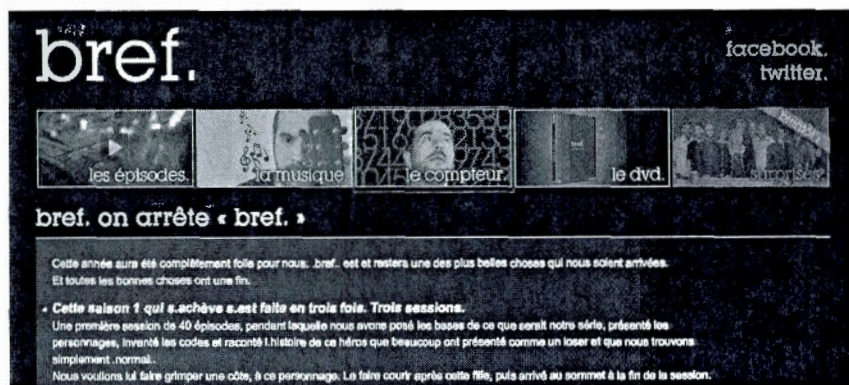 bref.
facebook.
twitter.
les épisodes.
la musique.
le compteur.
le dvd.
surprises.
bref. on arrête « bref. »
Cette année aura été complètement folle pour nous. .bref.. est et restera une des plus belles choses qui nous soient arrivées.
Et toutes les bonnes choses ont une fin.
• Cette saison 1 qui s.achève s.est faite en trois fois. Trois sessions.
Une première session de 40 épisodes, pendant laquelle nous avons posé les bases de ce que serait notre série, présenté les
personnages, inventé les codes et raconté l.histoire de ce héros que beaucoup ont présenté comme un loser et que nous trouvons
simplement .normal..
Nous voulions lui faire grimper une côte, à ce personnage. Le faire courir après cette fille, puis arrivé au sommet à la fin de la session.